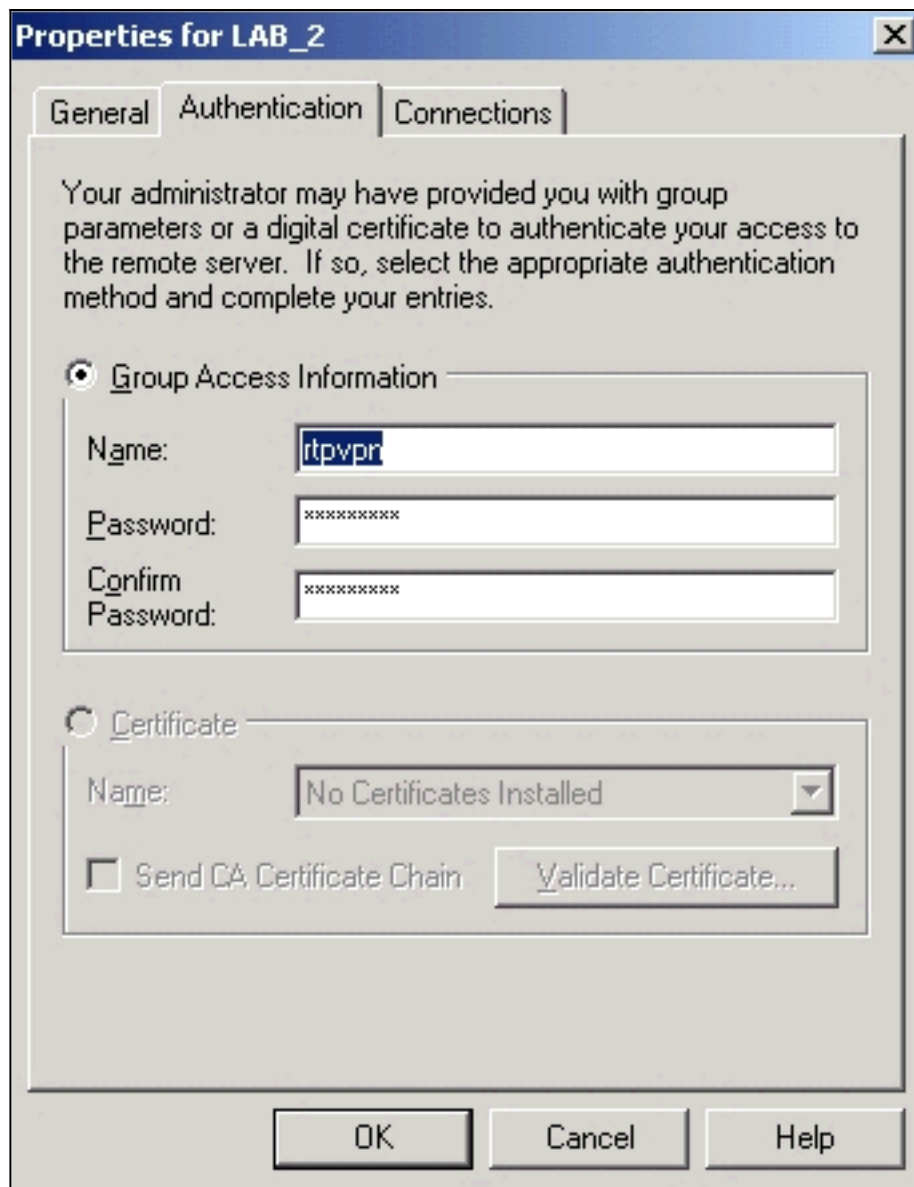 Properties for LAB_2
General Authentication Connections
Your administrator may have provided you with group
parameters or a digital certificate to authenticate your access to
the remote server. If so, select the appropriate authentication
method and complete your entries.
Group Access Information
Name: rtpvpn
Password: *********
Confirm
Password: *********
Certificate
Name: No Certificates Installed
Send CA Certificate Chain Validate Certificate...
OK Cancel Help